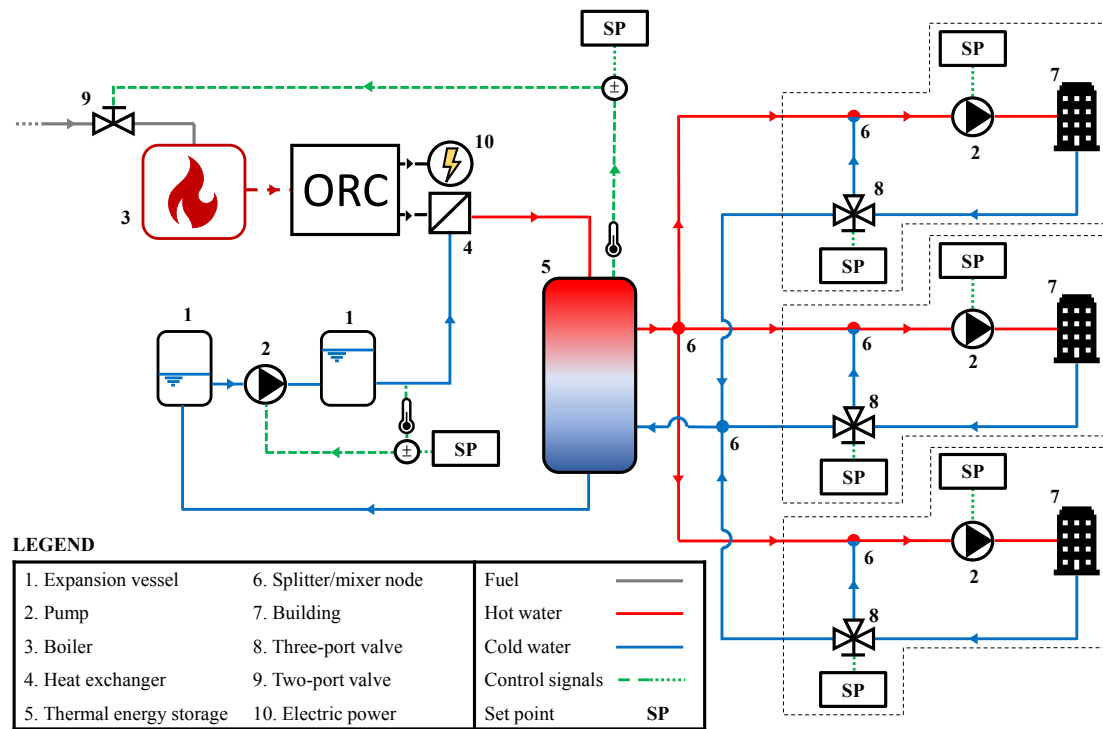 SP
SP
7
9
6
2
10
ORC
8
3
4
SP
SP
7
5
1
1
6
6
2
2
8
6
SP
SP
SP
7
LEGEND
6
2
1. Expansion vessel
6. Splitter/mixer node
Fuel
2. Pump
7. Building
Hot water
8
3. Boiler
8. Three-port valve
Cold water
4. Heat exchanger
9. Two-port valve
Control signals
SP
5. Thermal energy storage
10. Electric power
Set point
SP
±
±